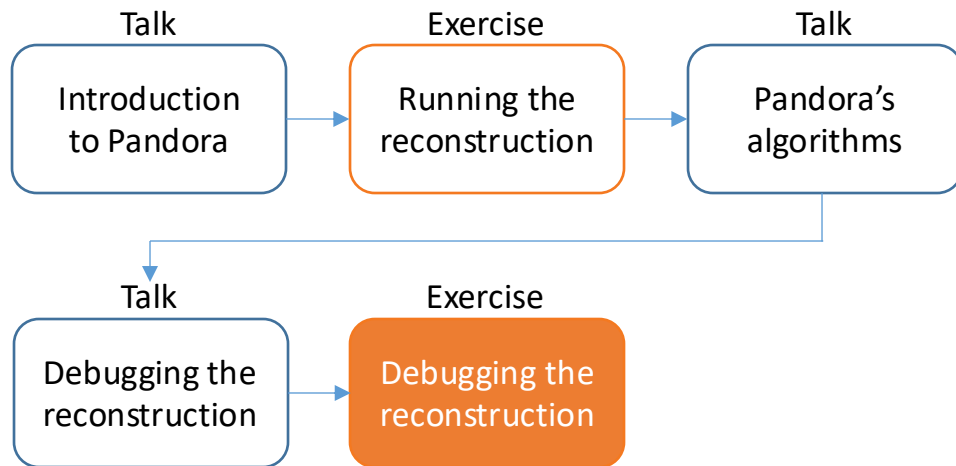 Talk
Introduction
to Pandora
Exercise
Running the
reconstruction
Talk
Pandora’s
algorithms
Talk
Debugging the
reconstruction
Exercise
Debugging the
reconstruction